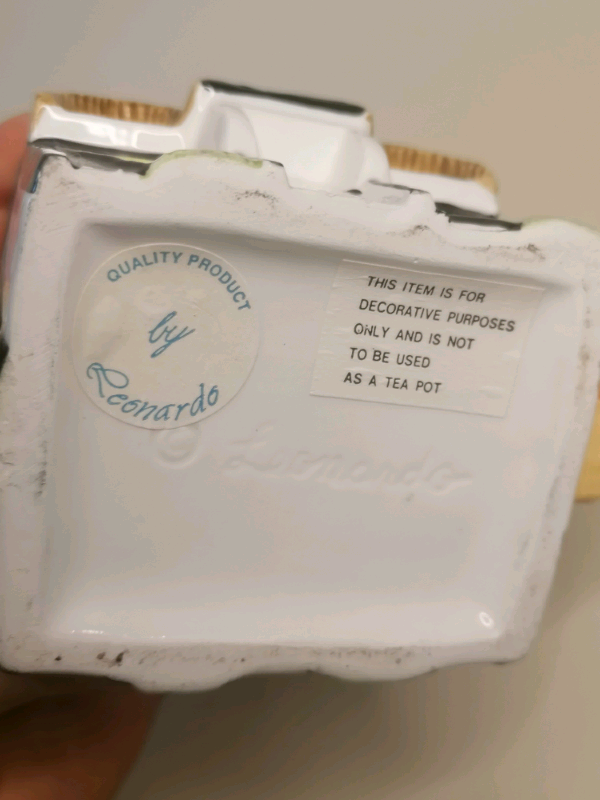 QUALITY PRODUCT
by
Leonardo
THIS ITEM IS FOR
DECORATIVE PURPOSES
ONLY AND IS NOT
TO BE USED
AS A TEA POT
© Leonardo